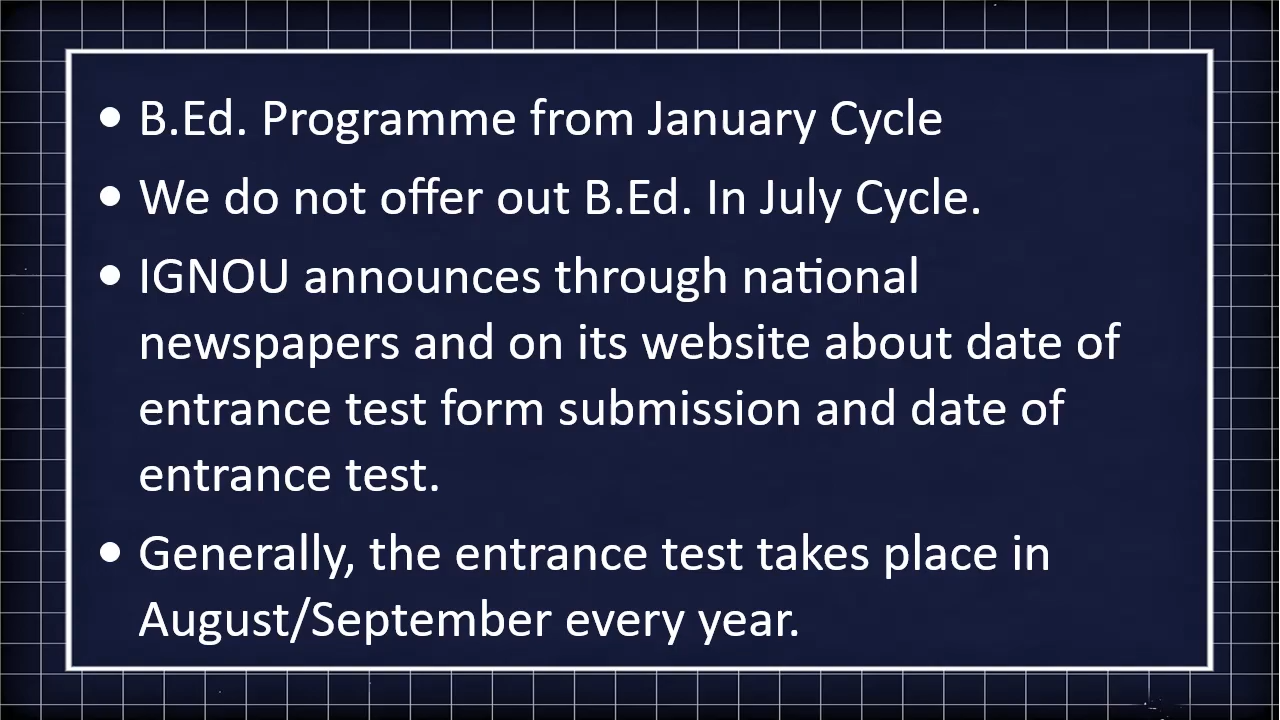 • B.Ed. Programme from January Cycle
• We do not offer out B.Ed. In July Cycle.
• IGNOU announces through national
newspapers and on its website about date of
entrance test form submission and date of
entrance test.
• Generally, the entrance test takes place in
August/September every year.